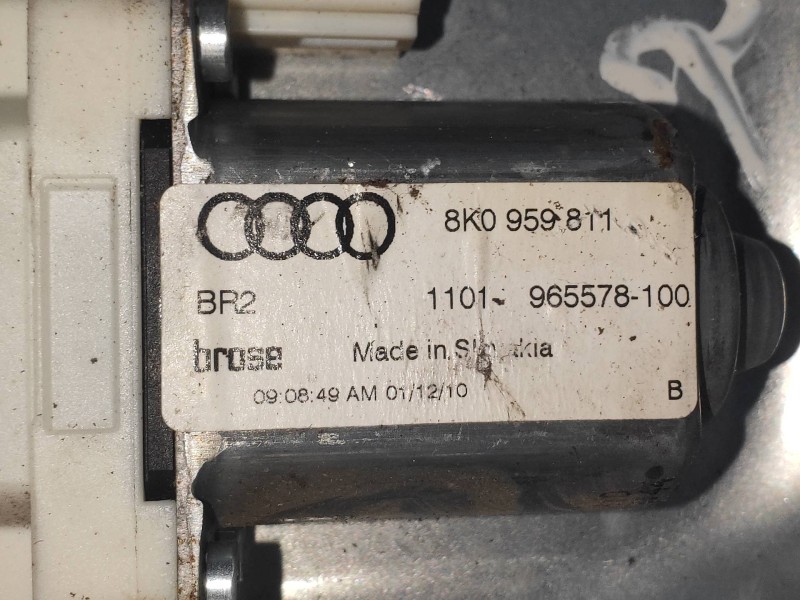 8K0 959 811
BR2 1101- 965578-100
brose Made in Slovakia
09:08:49 AM 01/12/10 B